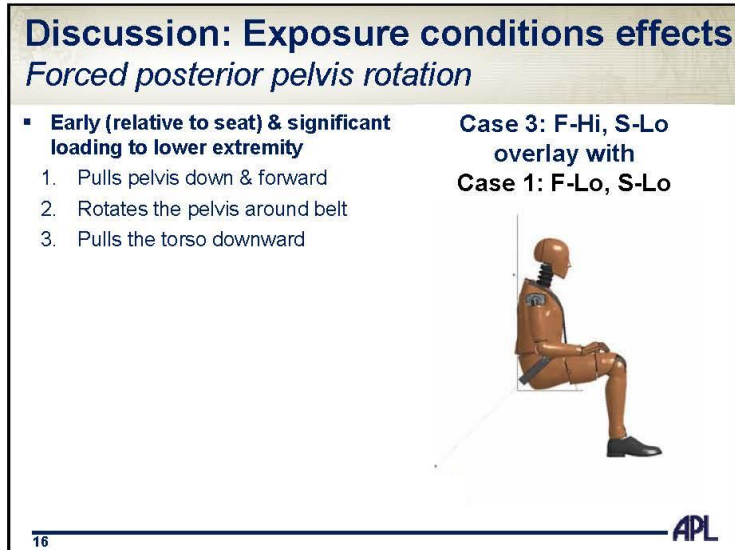 Discussion: Exposure conditions effects
Forced posterior pelvis rotation
▪ Early (relative to seat) & significant
loading to lower extremity
1. Pulls pelvis down & forward
2. Rotates the pelvis around belt
3. Pulls the torso downward
Case 3: F-Hi, S-Lo
overlay with
Case 1: F-Lo, S-Lo
16
APL